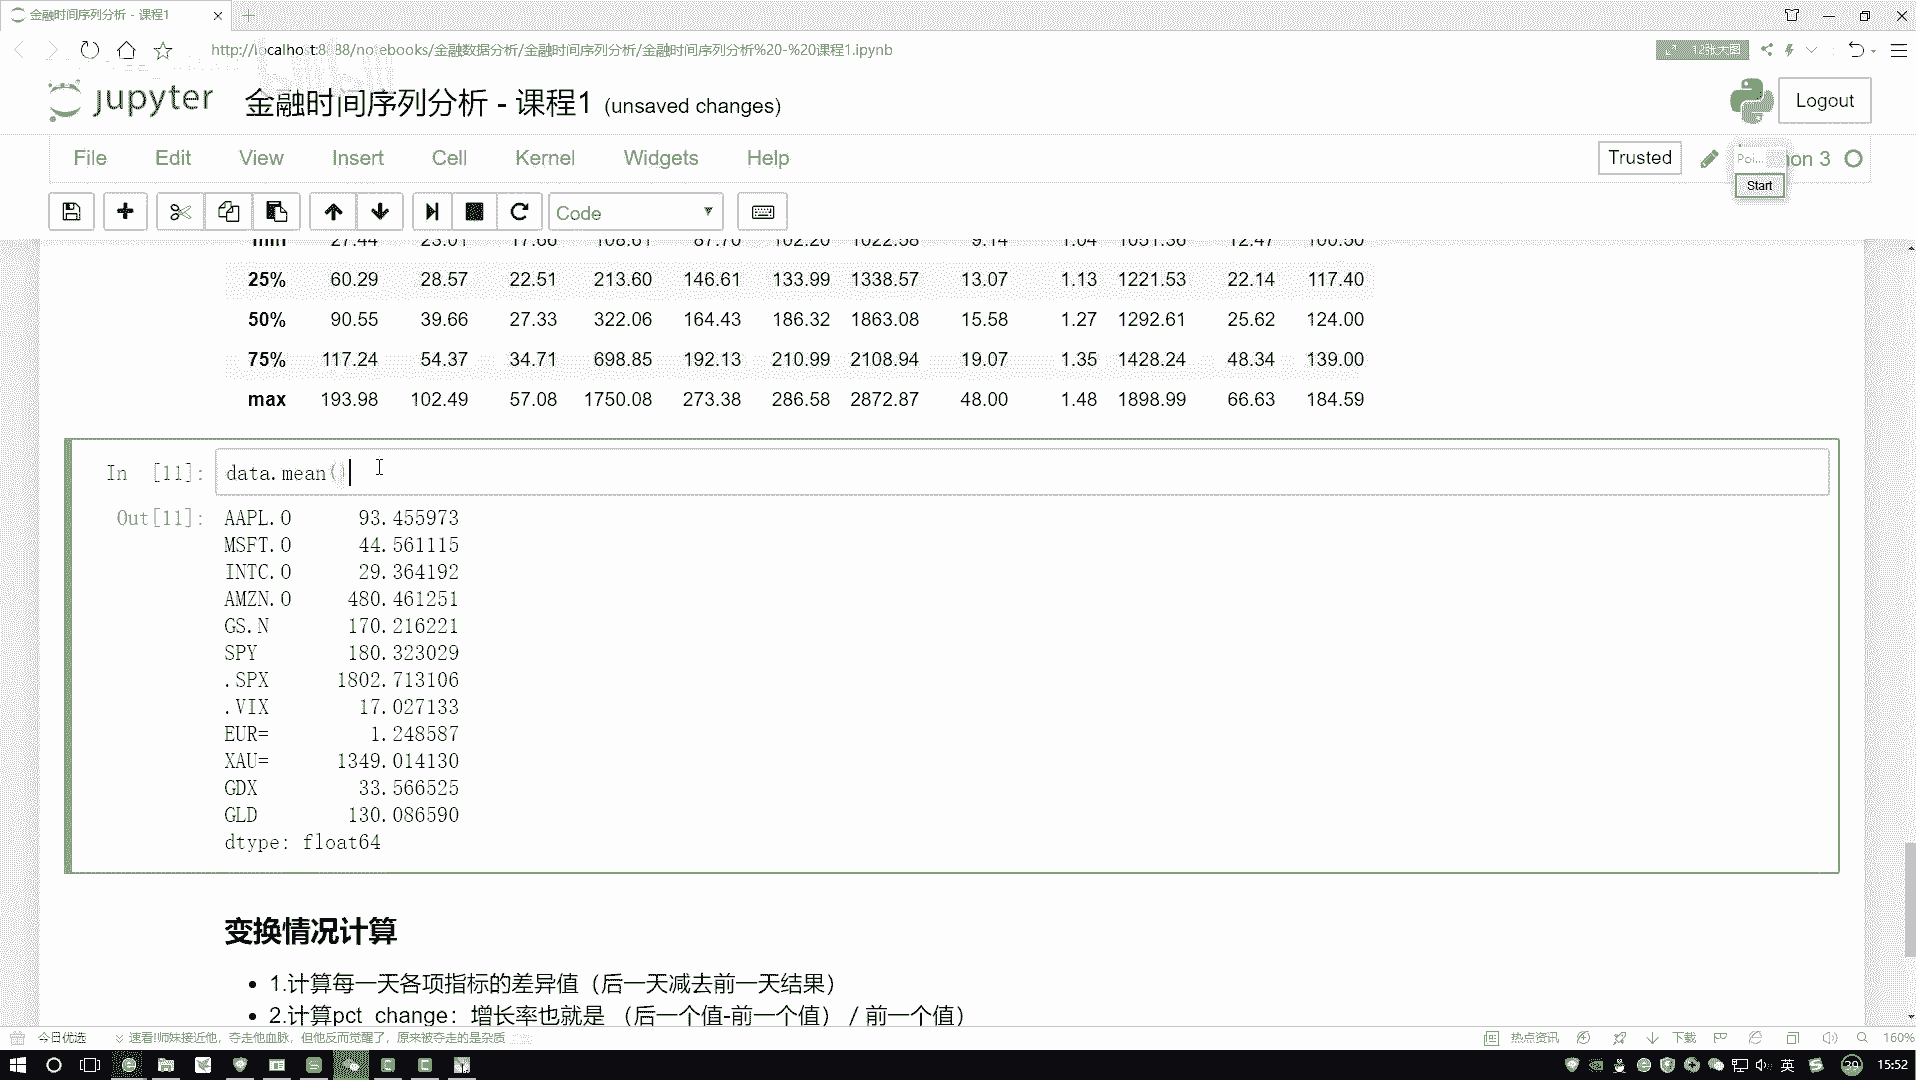 金融时间序列分析 - 课程1
http://localhost:8888/notebooks/金融数据分析/金融时间序列分析/金融时间序列分析%20-%20课程1.ipynb
12张大图
jupyter 金融时间序列分析 - 课程1 (unsaved changes)
Logout
File Edit View Insert Cell Kernel Widgets Help
Trusted
Poi...
hon 3
Start
Code
min 27.44 23.01 17.66 108.61 87.70 102.20 1022.58 9.14 1.04 1051.36 12.47 100.50
25% 60.29 28.57 22.51 213.60 146.61 133.99 1338.57 13.07 1.13 1221.53 22.14 117.40
50% 90.55 39.66 27.33 322.06 164.43 186.32 1863.08 15.58 1.27 1292.61 25.62 124.00
75% 117.24 54.37 34.71 698.85 192.13 210.99 2108.94 19.07 1.35 1428.24 48.34 139.00
max 193.98 102.49 57.08 1750.08 273.38 286.58 2872.87 48.00 1.48 1898.99 66.63 184.59
In [11]: data.mean()
Out[11]: AAPL.O 93.455973
MSFT.O 44.561115
INTC.O 29.364192
AMZN.O 480.461251
GS.N 170.216221
SPY 180.323029
.SPX 1802.713106
.VIX 17.027133
EUR= 1.248587
XAU= 1349.014130
GDX 33.566525
GLD 130.086590
dtype: float64
变换情况计算
• 1.计算每一天各项指标的差异值（后一天减去前一天结果）
• 2.计算pct_change：增长率也就是 （后一个值-前一个值） / 前一个值）
今日优选
速看!师妹接近他，夺走他血脉，但他反而觉醒了，原来被夺走的是杂质
热点资讯
下载
160%
英
29
15:52